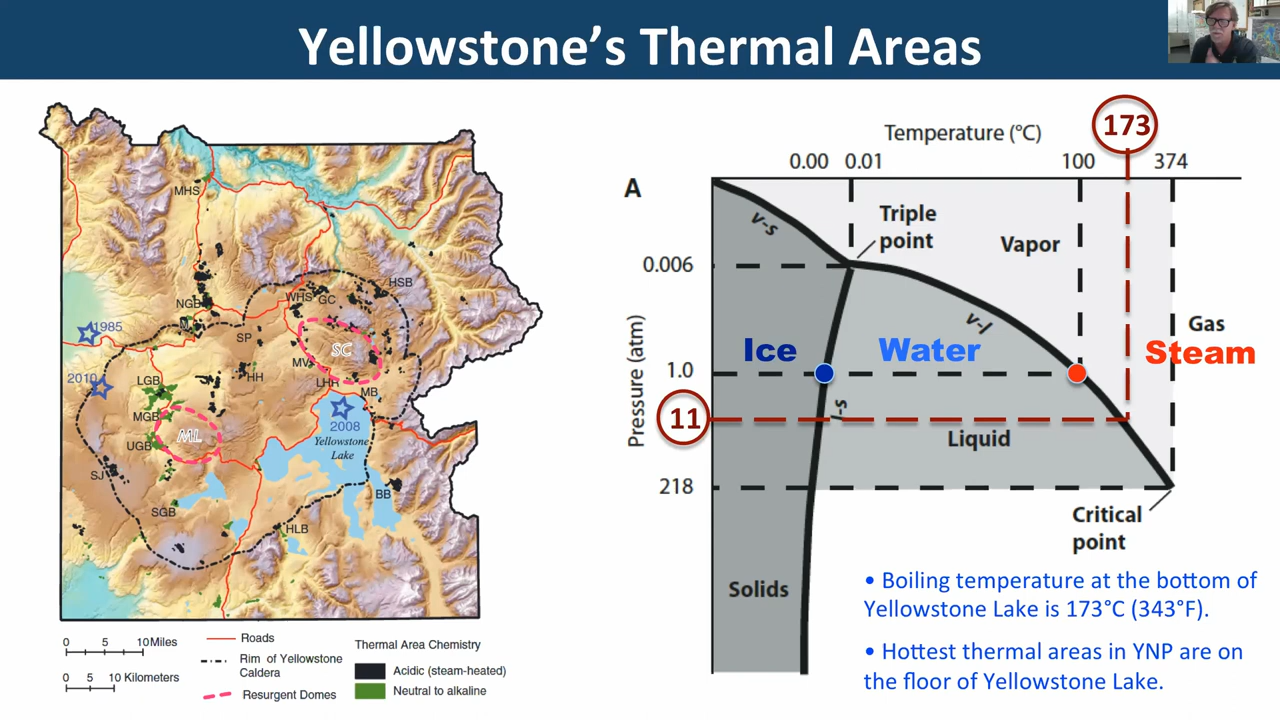 Yellowstone's Thermal Areas
MHS
NGB
WHS GC
HSB
1985
SP
SC
2010
MV
HH
LHR
MB
LGB
MGB
ML
UGB
2008
Yellowstone
Lake
SJ
BB
SGB
HLB
0 5 10 Miles
0 5 10 Kilometers
Roads
Rim of Yellowstone
Caldera
Resurgent Domes
Thermal Area Chemistry
Acidic (steam-heated)
Neutral to alkaline
A
Temperature (°C)
173
0.00 0.01 100 374
Triple
point
v-s
Vapor
0.006
v-l
Gas
Ice Water Steam
1.0
Pressure (atm)
l-s
11
Liquid
218
Critical
point
Solids
• Boiling temperature at the bottom of
Yellowstone Lake is 173°C (343°F).
• Hottest thermal areas in YNP are on
the floor of Yellowstone Lake.